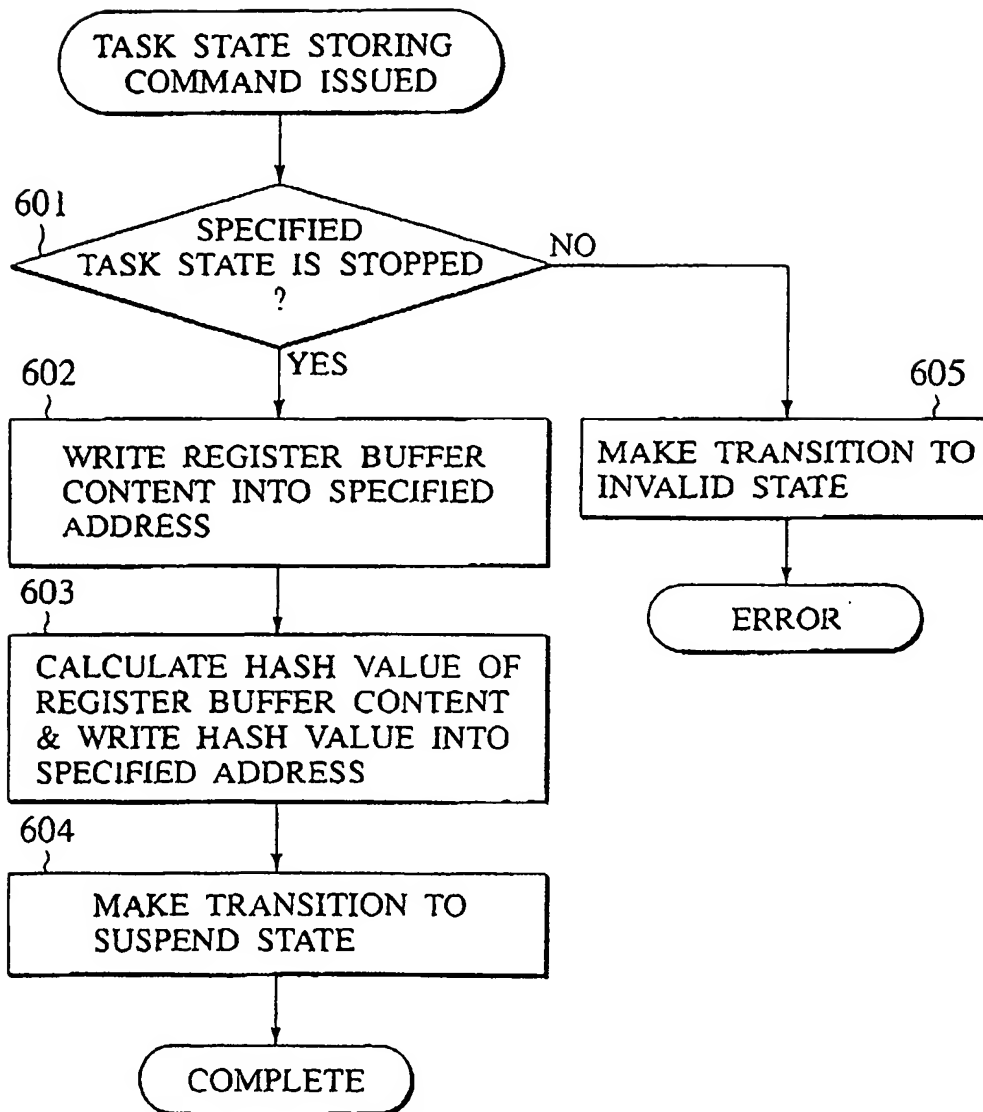 TASK STATE STORING
COMMAND ISSUED
601
SPECIFIED
TASK STATE IS STOPPED
?
NO
YES
602
WRITE REGISTER BUFFER
CONTENT INTO SPECIFIED
ADDRESS
605
MAKE TRANSITION TO
INVALID STATE
ERROR
603
CALCULATE HASH VALUE OF
REGISTER BUFFER CONTENT
& WRITE HASH VALUE INTO
SPECIFIED ADDRESS
604
MAKE TRANSITION TO
SUSPEND STATE
COMPLETE